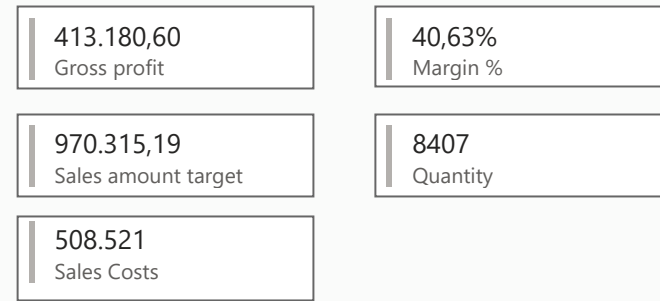 413.180,60
Gross profit
40,63%
Margin %
970.315,19
Sales amount target
8407
Quantity
508.521
Sales Costs